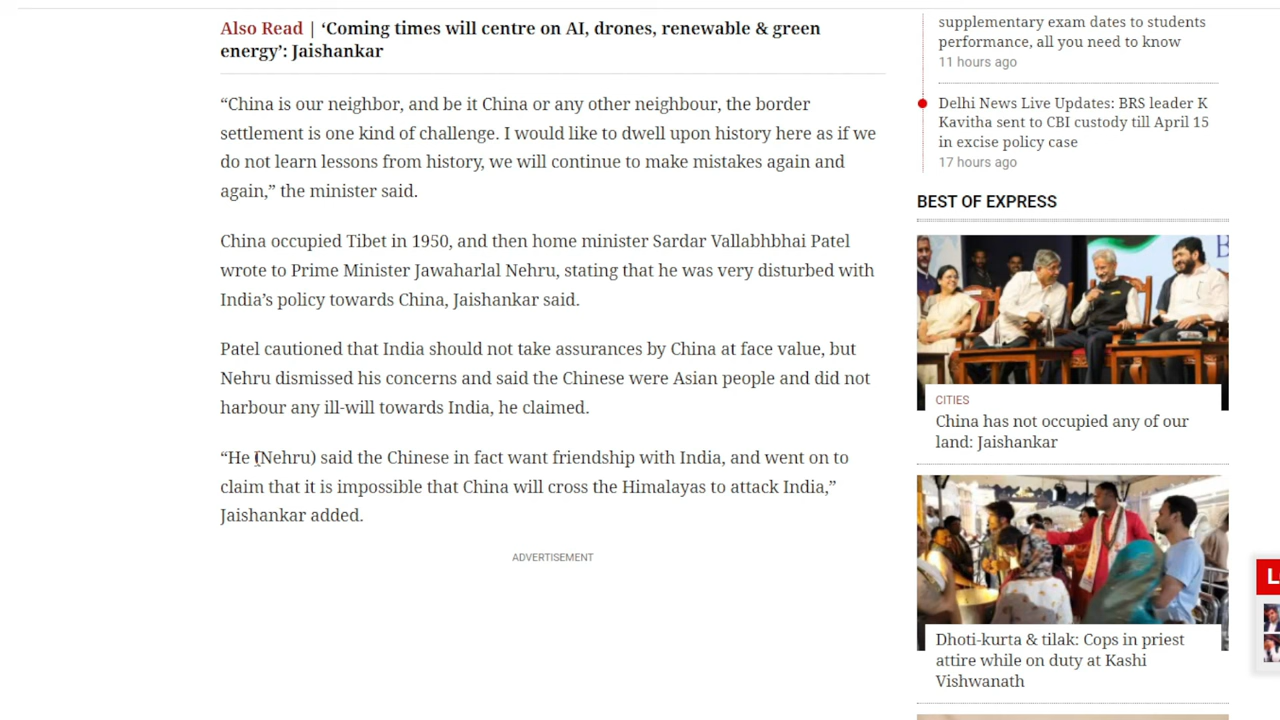 Also Read | ‘Coming times will centre on AI, drones, renewable & green
energy’: Jaishankar
“China is our neighbor, and be it China or any other neighbour, the border
settlement is one kind of challenge. I would like to dwell upon history here as if we
do not learn lessons from history, we will continue to make mistakes again and
again,” the minister said.
China occupied Tibet in 1950, and then home minister Sardar Vallabhbhai Patel
wrote to Prime Minister Jawaharlal Nehru, stating that he was very disturbed with
India’s policy towards China, Jaishankar said.
Patel cautioned that India should not take assurances by China at face value, but
Nehru dismissed his concerns and said the Chinese were Asian people and did not
harbour any ill-will towards India, he claimed.
“He (Nehru) said the Chinese in fact want friendship with India, and went on to
claim that it is impossible that China will cross the Himalayas to attack India,”
Jaishankar added.
ADVERTISEMENT
supplementary exam dates to students
performance, all you need to know
11 hours ago
Delhi News Live Updates: BRS leader K
Kavitha sent to CBI custody till April 15
in excise policy case
17 hours ago
BEST OF EXPRESS
CITIES
China has not occupied any of our
land: Jaishankar
Dhoti-kurta & tilak: Cops in priest
attire while on duty at Kashi
Vishwanath